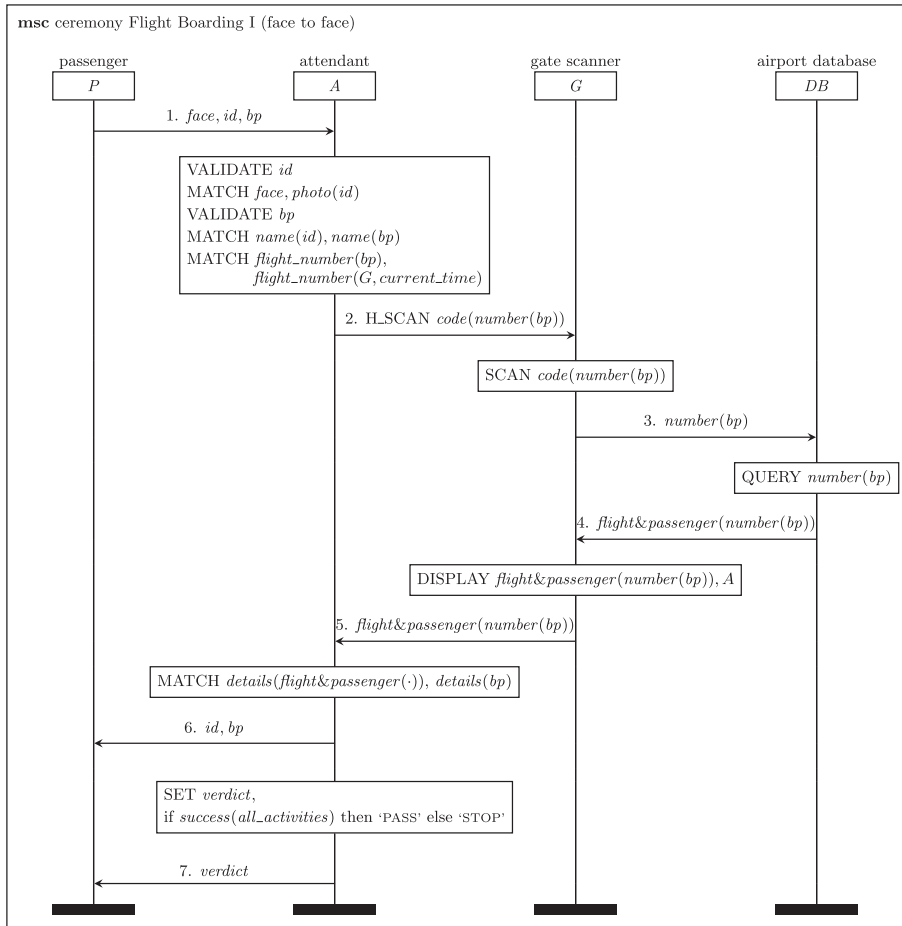 msc ceremony Flight Boarding I (face to face)
passenger attendant gate scanner airport database
P A G DB
1. face, id, bp
VALIDATE id
MATCH face, photo(id)
VALIDATE bp
MATCH name(id), name(bp)
MATCH flight_number(bp),
flight_number(G, current_time)
2. H_SCAN code(number(bp))
SCAN code(number(bp))
3. number(bp)
QUERY number(bp)
4. flight&passenger(number(bp))
DISPLAY flight&passenger(number(bp)), A
5. flight&passenger(number(bp))
MATCH details(flight&passenger(·)), details(bp)
6. id, bp
SET verdict,
if success(all_activities) then ‘PASS’ else ‘STOP’
7. verdict